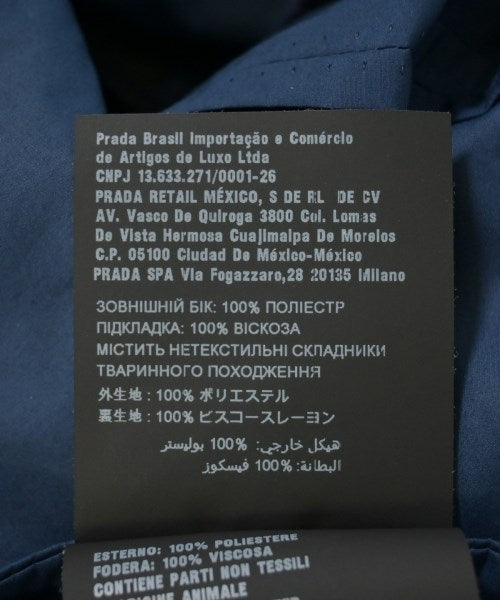 Prada Brasil Importação e Comércio
de Artigos de Luxo Ltda
CNPJ 13.633.271/0001-26
PRADA RETAIL MÉXICO, S DE RL DE CV
AV. Vasco De Quiroga 3800 Col. Lomas
De Vista Hermosa Cuajimalpa De Morelos
C.P. 05100 Ciudad De México-México
PRADA SPA Via Fogazzaro,28 20135 Milano
ЗОВНІШНІЙ БІК: 100% ПОЛІЕСТР
ПІДКЛАДКА: 100% ВІСКОЗА
МІСТИТЬ НЕТЕКСТИЛЬНІ СКЛАДНИКИ
ТВАРИННОГО ПОХОДЖЕННЯ
外生地 : 100% ポリエステル
裏生地 : 100% ビスコースレーヨン
هيكل خارجي: %100 بوليستر
البطانة: %100 فيسكوز
ESTERNO: 100% POLIESTERE
FODERA: 100% VISCOSA
CONTIENE PARTI NON TESSILI
ORIGINE ANIMALE